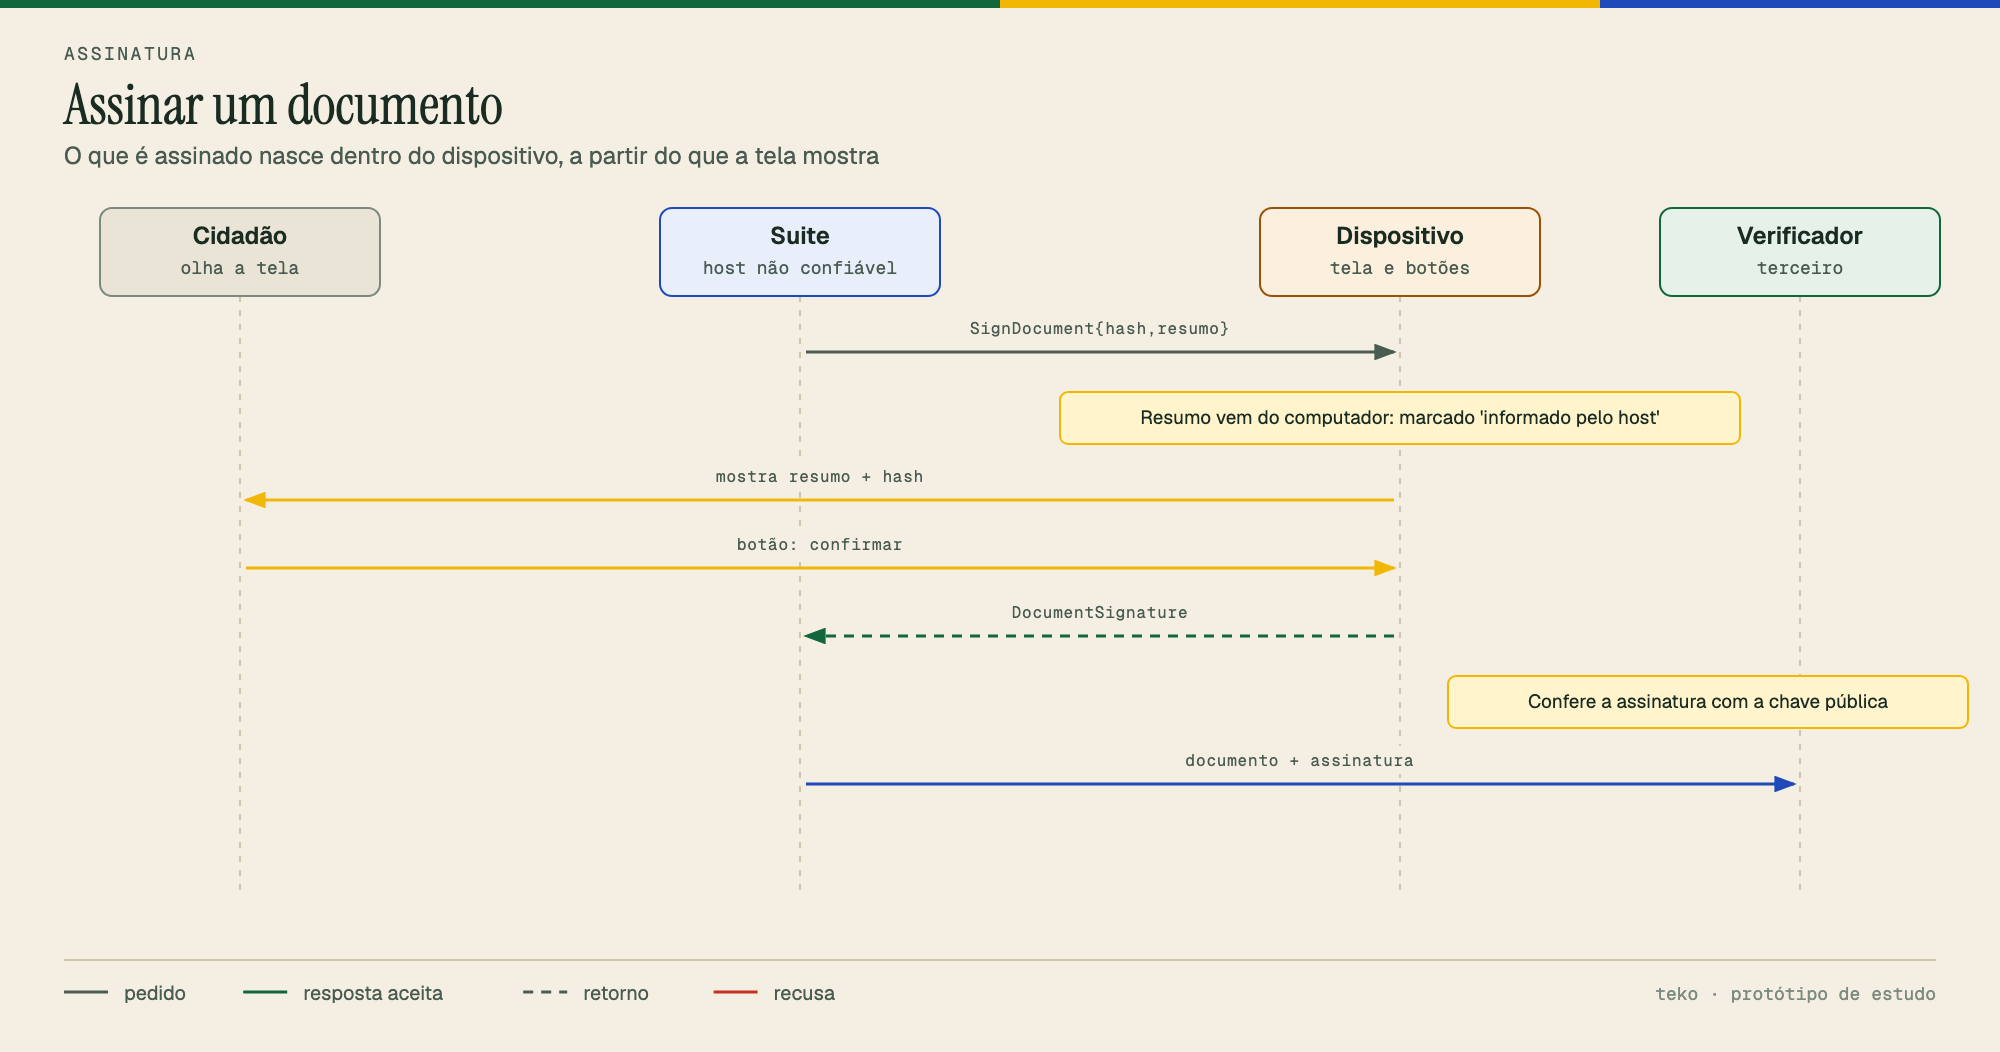 ASSINATURA
Assinar um documento
O que é assinado nasce dentro do dispositivo, a partir do que a tela mostra
Cidadão
olha a tela
Suite
host não confiável
Dispositivo
tela e botões
Verificador
terceiro
SignDocument{hash,resumo}
Resumo vem do computador: marcado 'informado pelo host'
mostra resumo + hash
botão: confirmar
DocumentSignature
Confere a assinatura com a chave pública
documento + assinatura
pedido
resposta aceita
retorno
recusa
teko · protótipo de estudo